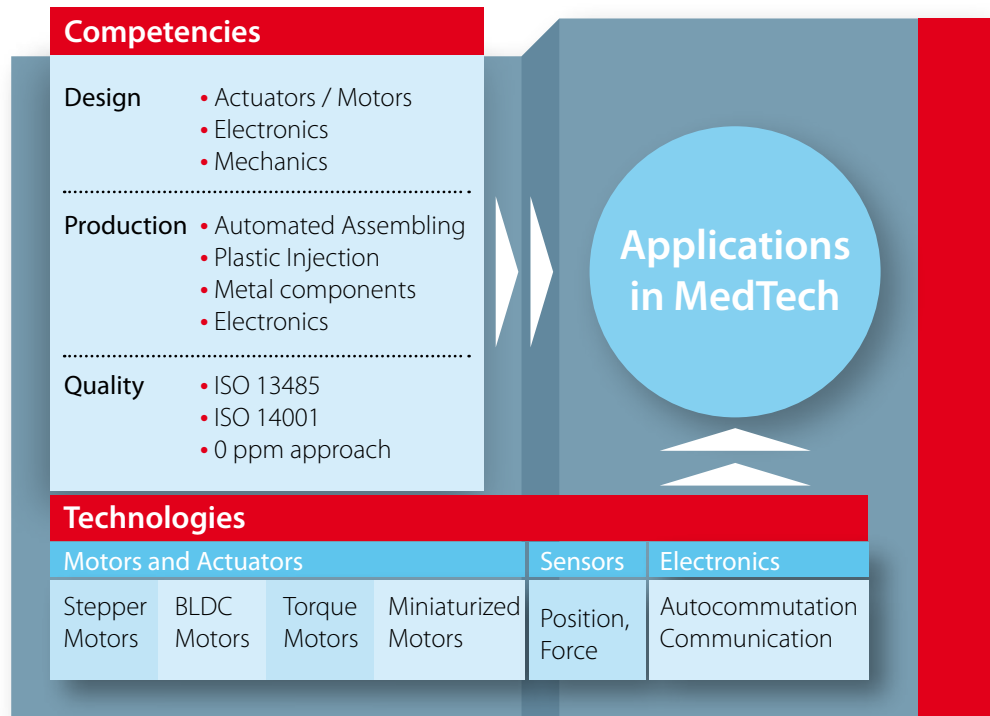 Competencies
Design
• Actuators / Motors
• Electronics
• Mechanics
Production
• Automated Assembling
• Plastic Injection
• Metal components
• Electronics
Quality
• ISO 13485
• ISO 14001
• 0 ppm approach
Applications
in MedTech
Technologies
Motors and Actuators
Sensors
Electronics
Stepper
Motors
BLDC
Motors
Torque
Motors
Miniaturized
Motors
Position,
Force
Autocommutation
Communication